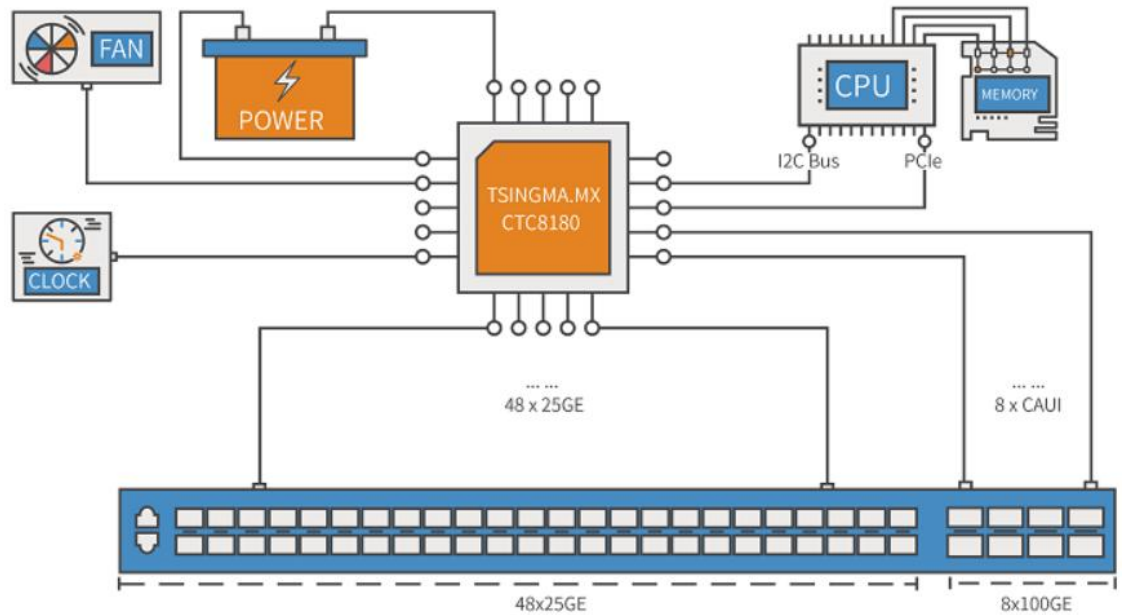 FAN
POWER
CPU
MEMORY
I2C Bus
PCIe
TSINGMA.MX
CTC8180
CLOCK
... ...
48 x 25GE
... ...
8 x CAUI
48x25GE
8x100GE